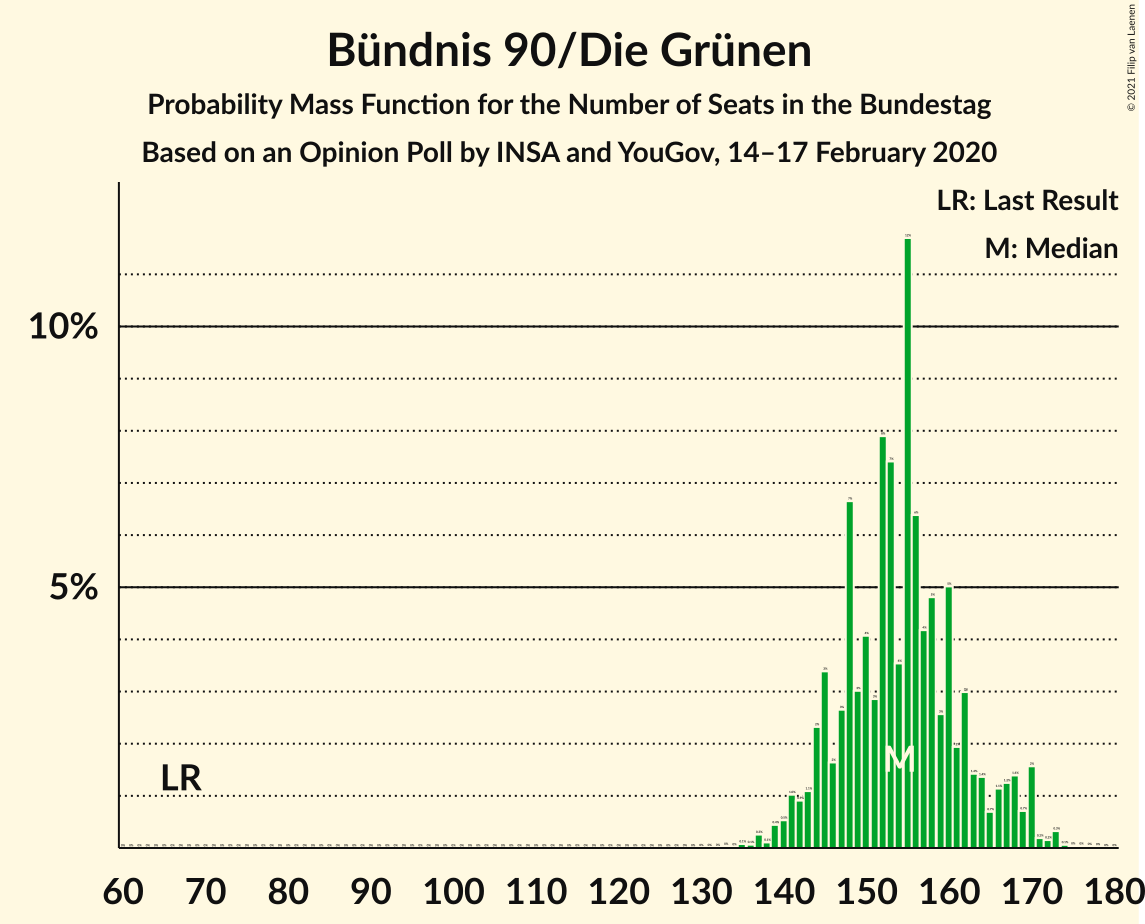 Bündnis 90/Die Grünen
Probability Mass Function for the Number of Seats in the Bundestag
Based on an Opinion Poll by INSA and YouGov, 14–17 February 2020
© 2021 Filip van Laenen
LR: Last Result
M: Median
10%
5%
LR
M
60 70 80 90 100 110 120 130 140 150 160 170 180